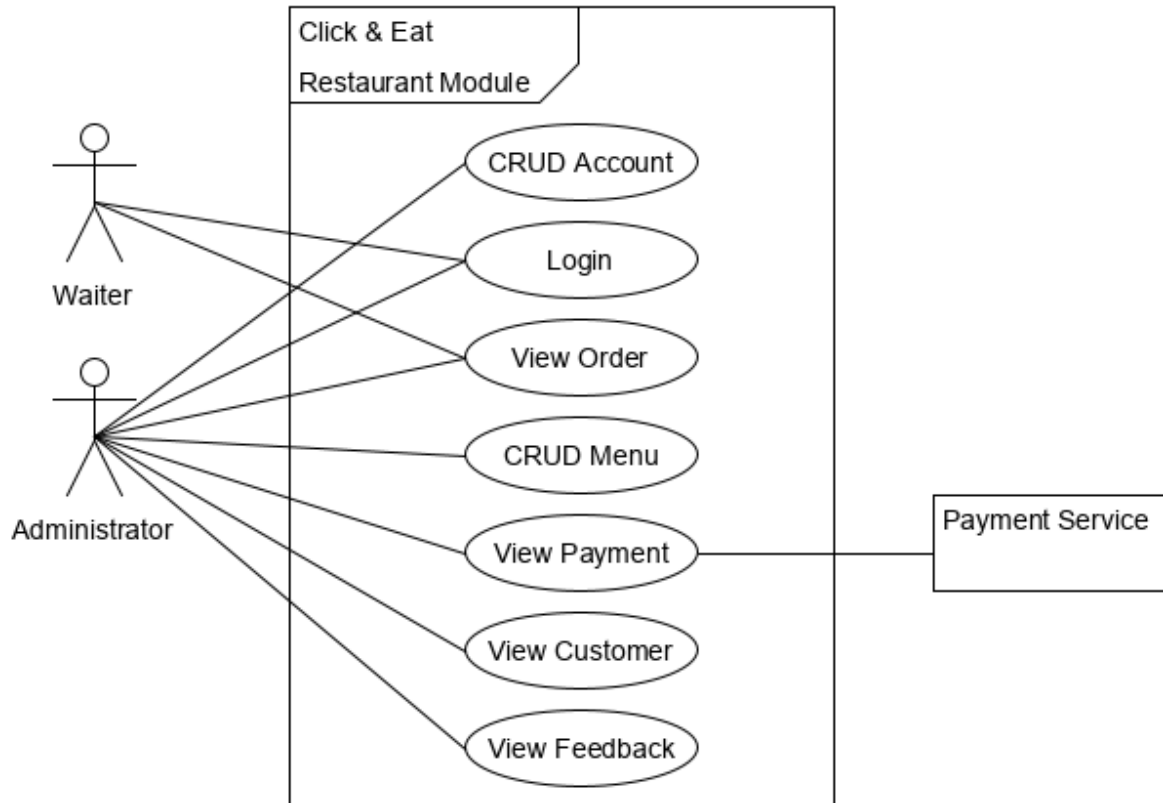 Click & Eat
Restaurant Module
CRUD Account
Login
Waiter
View Order
CRUD Menu
Administrator
View Payment
Payment Service
View Customer
View Feedback